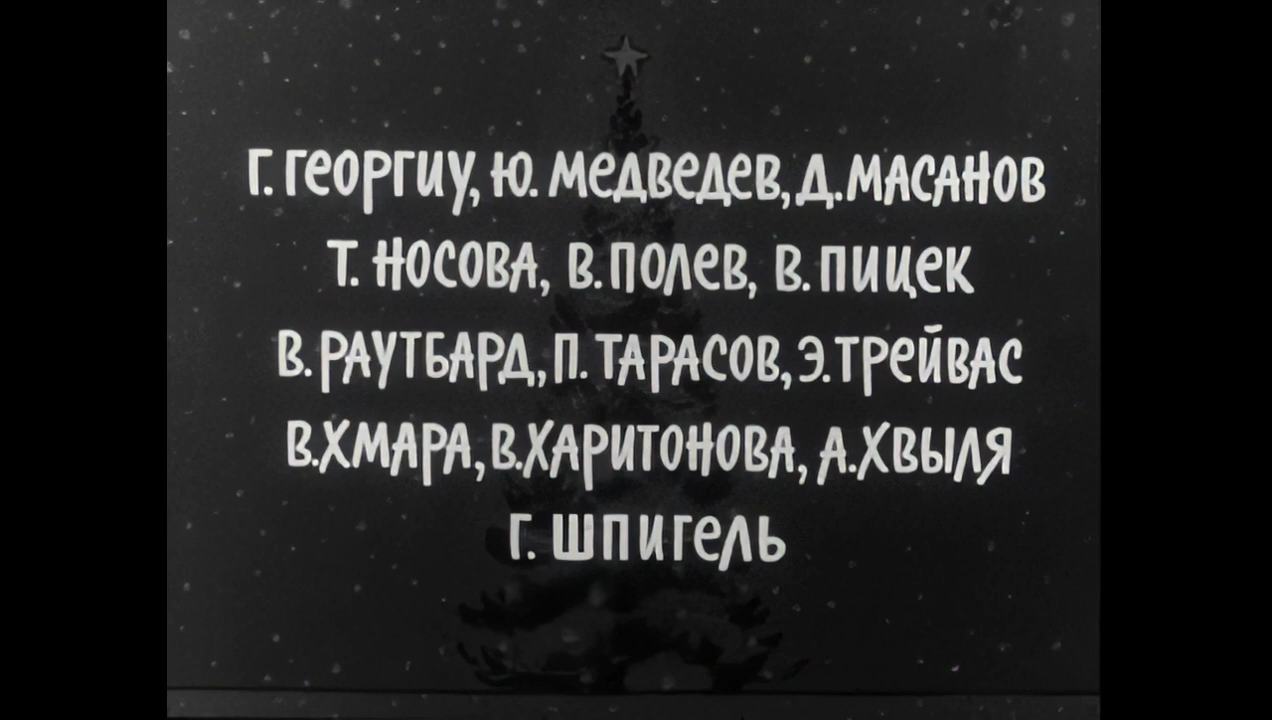 Г. ГЕОРГИУ, Ю. МЕДВЕДЕВ, Д. МАСАНОВ
Т. НОСОВА, В. ПОЛЕВ, В. ПИЦЕК
В. РАУТБАРД, П. ТАРАСОВ, Э. ТРЕЙВАС
В. ХМАРА, В. ХАРИТОНОВА, А. ХВЫЛЯ
Г. ШПИГЕЛЬ